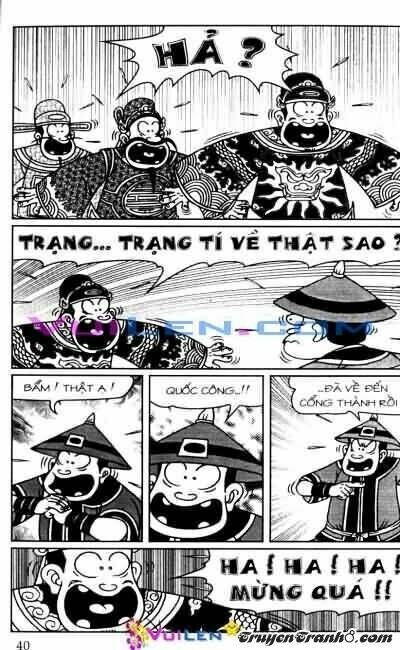 HẢ ?
TRẠNG... TRẠNG TÍ VỀ THẬT SAO ?
VUILEN.COM
BẨM ! THẬT Ạ !
QUỐC CÔNG..!!
..ĐÃ VỀ ĐẾN
CỔNG THÀNH RỒI
HA ! HA ! HA !
MỪNG QUÁ !!
40
VUILEN
TruyenTranh8.com